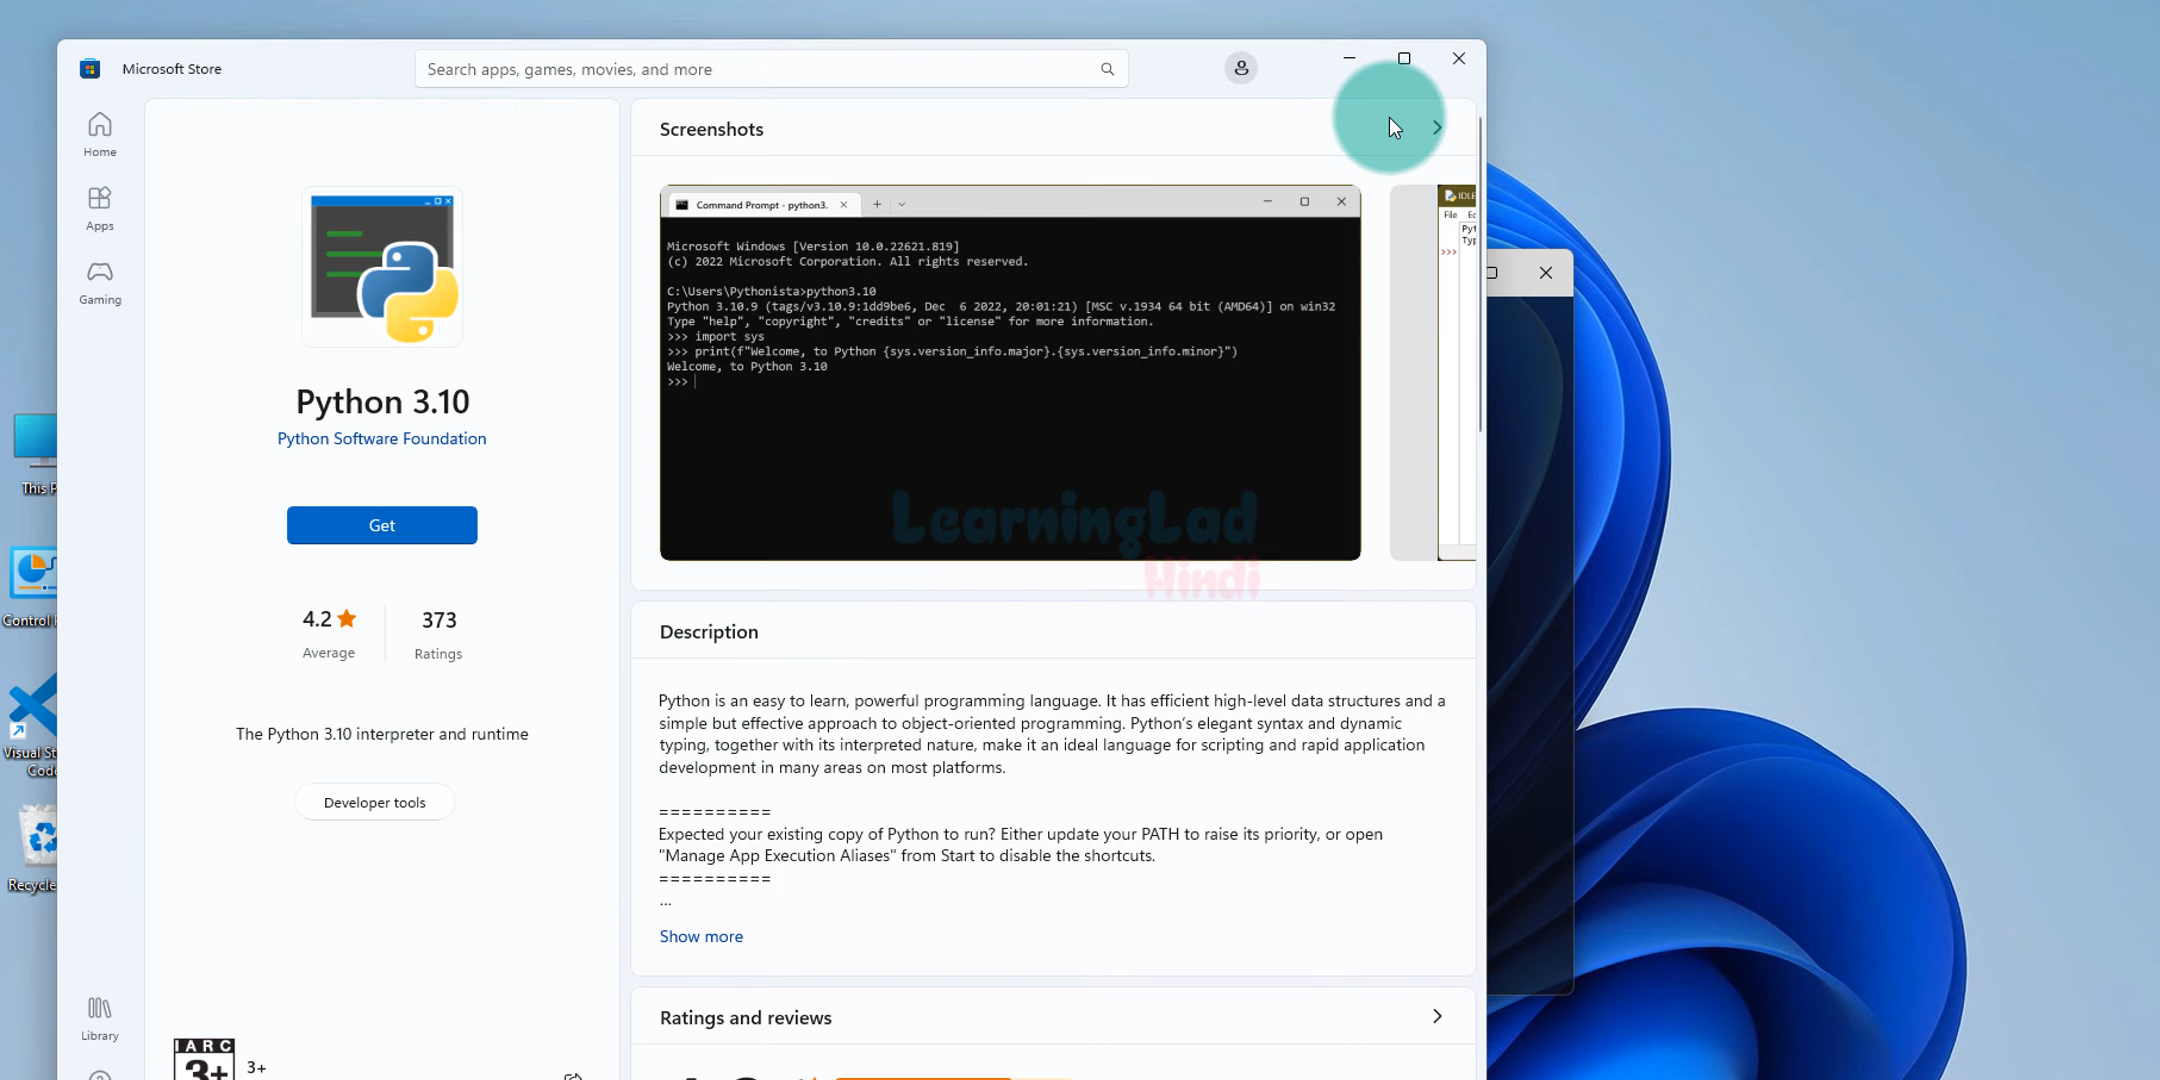 Microsoft Store
Search apps, games, movies, and more
Home
Apps
Gaming
Library
This P
Control
Visual St
Code
Recycle
Python 3.10
Python Software Foundation
Get
4.2
Average
373
Ratings
The Python 3.10 interpreter and runtime
Developer tools
IARC
3+
3+
Screenshots
Command Prompt - python3.
Microsoft Windows [Version 10.0.22621.819]
(c) 2022 Microsoft Corporation. All rights reserved.
C:\Users\Pythonista>python3.10
Python 3.10.9 (tags/v3.10.9:1dd9be6, Dec  6 2022, 20:01:21) [MSC v.1934 64 bit (AMD64)] on win32
Type "help", "copyright", "credits" or "license" for more information.
>>> import sys
>>> print(f"Welcome, to Python {sys.version_info.major}.{sys.version_info.minor}")
Welcome, to Python 3.10
>>>
IDLE
File Ec
Pyt
Typ
>>>
LearningLad
Hindi
Description
Python is an easy to learn, powerful programming language. It has efficient high-level data structures and a
simple but effective approach to object-oriented programming. Python’s elegant syntax and dynamic
typing, together with its interpreted nature, make it an ideal language for scripting and rapid application
development in many areas on most platforms.
==========
Expected your existing copy of Python to run? Either update your PATH to raise its priority, or open
"Manage App Execution Aliases" from Start to disable the shortcuts.
==========
...
Show more
Ratings and reviews